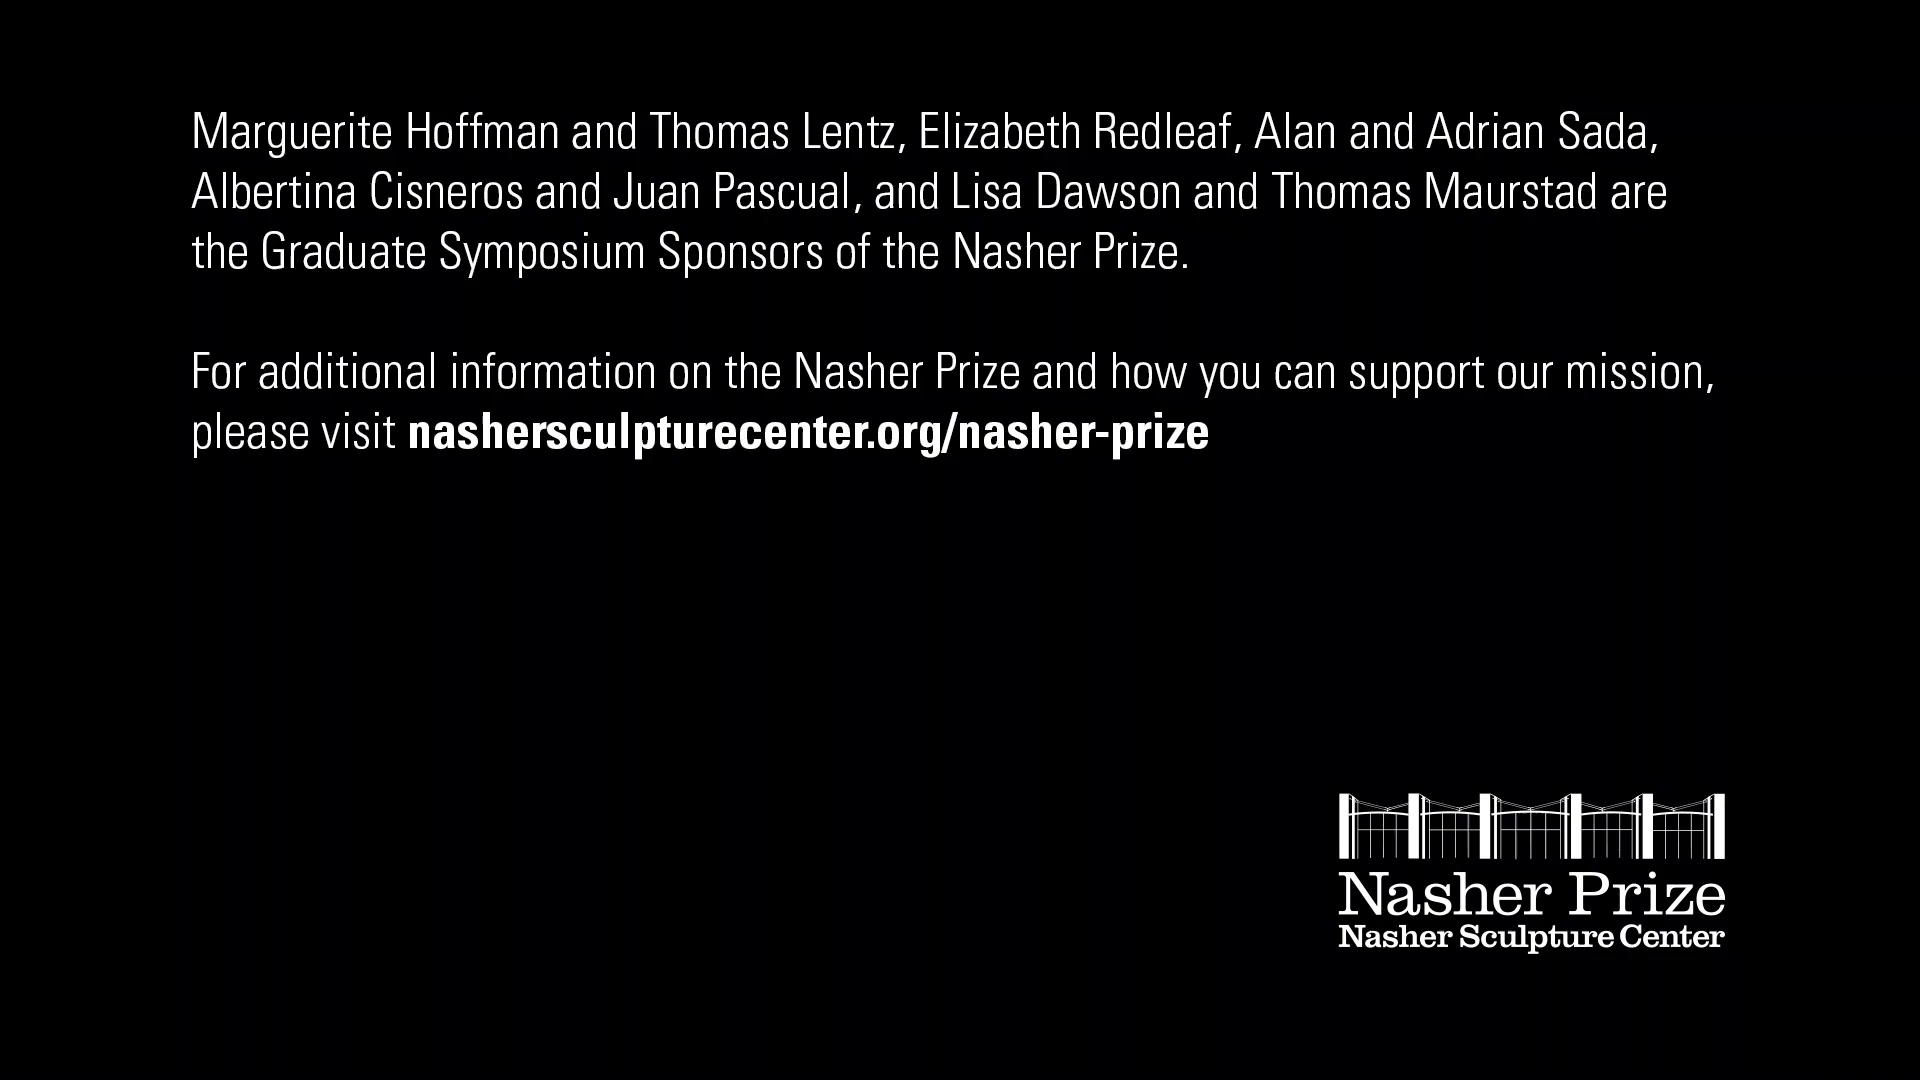 Marguerite Hoffman and Thomas Lentz, Elizabeth Redleaf, Alan and Adrian Sada,
Albertina Cisneros and Juan Pascual, and Lisa Dawson and Thomas Maurstad are
the Graduate Symposium Sponsors of the Nasher Prize.
For additional information on the Nasher Prize and how you can support our mission,
please visit nashersculpturecenter.org/nasher-prize
Nasher Prize
Nasher Sculpture Center